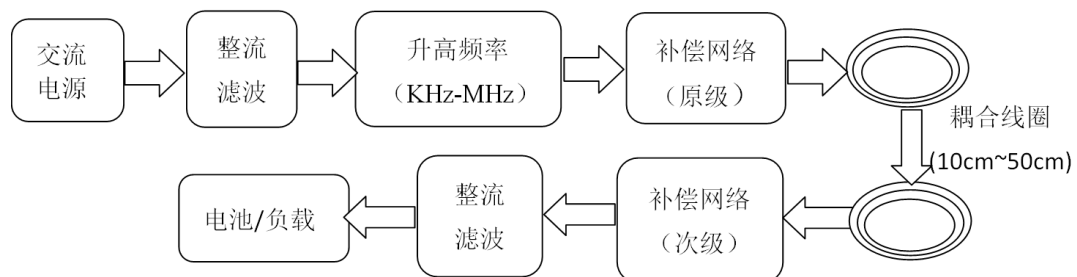 交流
电源
整流
滤波
升高频率
（KHz-MHz）
补偿网络
（原级）
耦合线圈
(10cm~50cm)
电池/负载
整流
滤波
补偿网络
（次级）